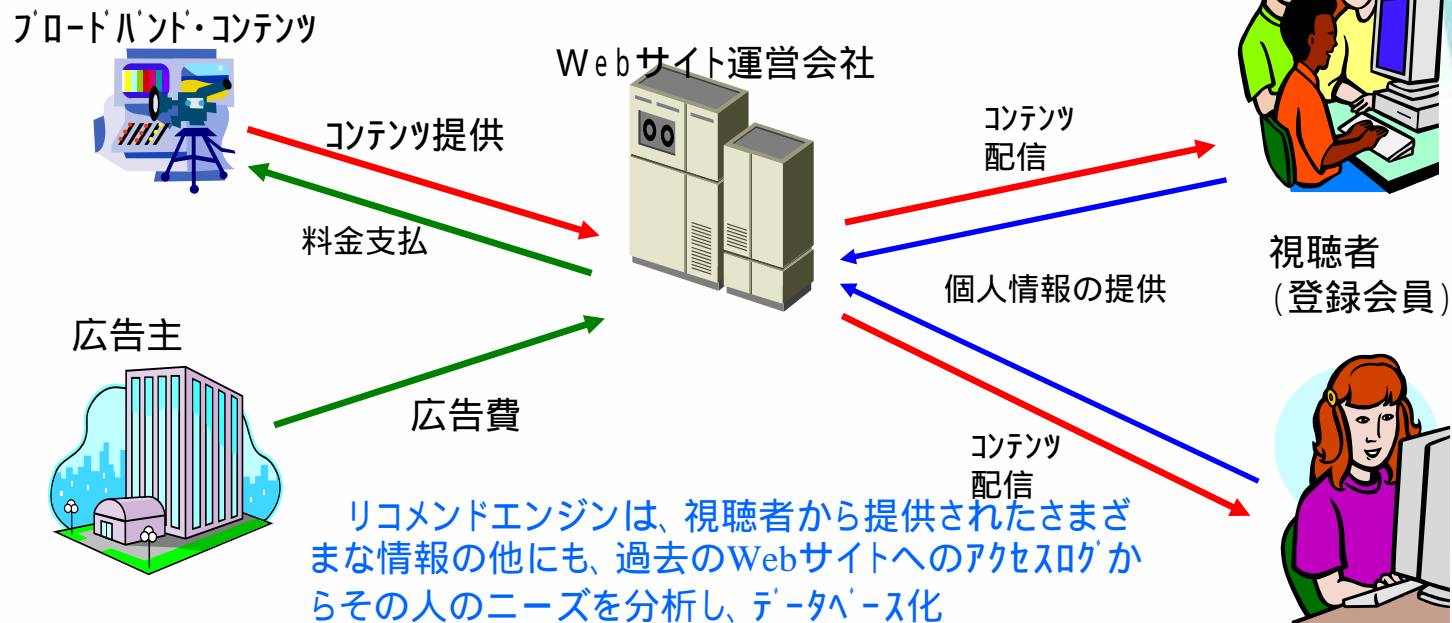 ﾌﾞﾛｰﾄﾞﾊﾞﾝﾄﾞ・ｺﾝﾃﾝﾂ
Ｗｅｂサイト運営会社
ｺﾝﾃﾝﾂ提供
料金支払
ｺﾝﾃﾝﾂ
配信
個人情報の提供
視聴者
(登録会員)
広告主
広告費
ｺﾝﾃﾝﾂ
配信
リコメンドエンジンは、視聴者から提供されたさまざ
まな情報の他にも、過去のWebサイトへのｱｸｾｽﾛｸﾞか
らその人のニーズを分析し、ﾃﾞｰﾀﾍﾞｰｽ化